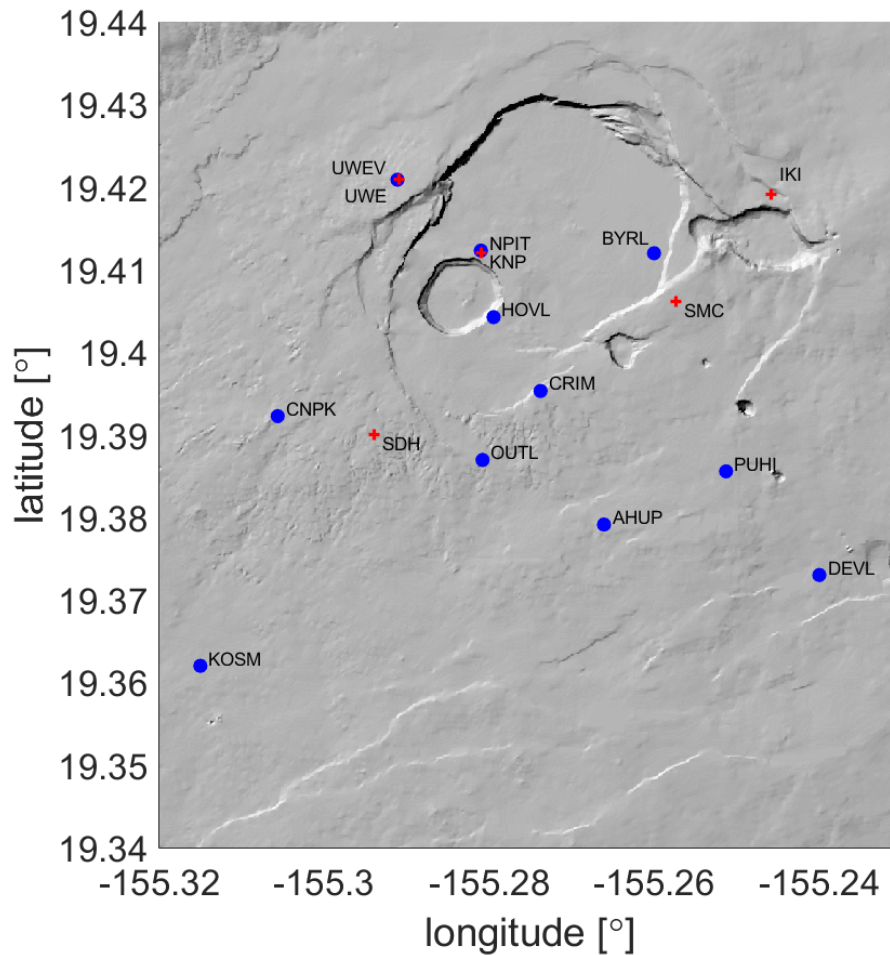 19.44
19.43
19.42
19.41
19.4
19.39
19.38
19.37
19.36
19.35
19.34
latitude [°]
UWEV
UWE
IKI
NPIT
KNP
BYRL
HOVL
SMC
CRIM
CNPK
SDH
OUTL
PUHI
AHUP
DEVL
KOSM
-155.32
-155.3
-155.28
-155.26
-155.24
longitude [°]